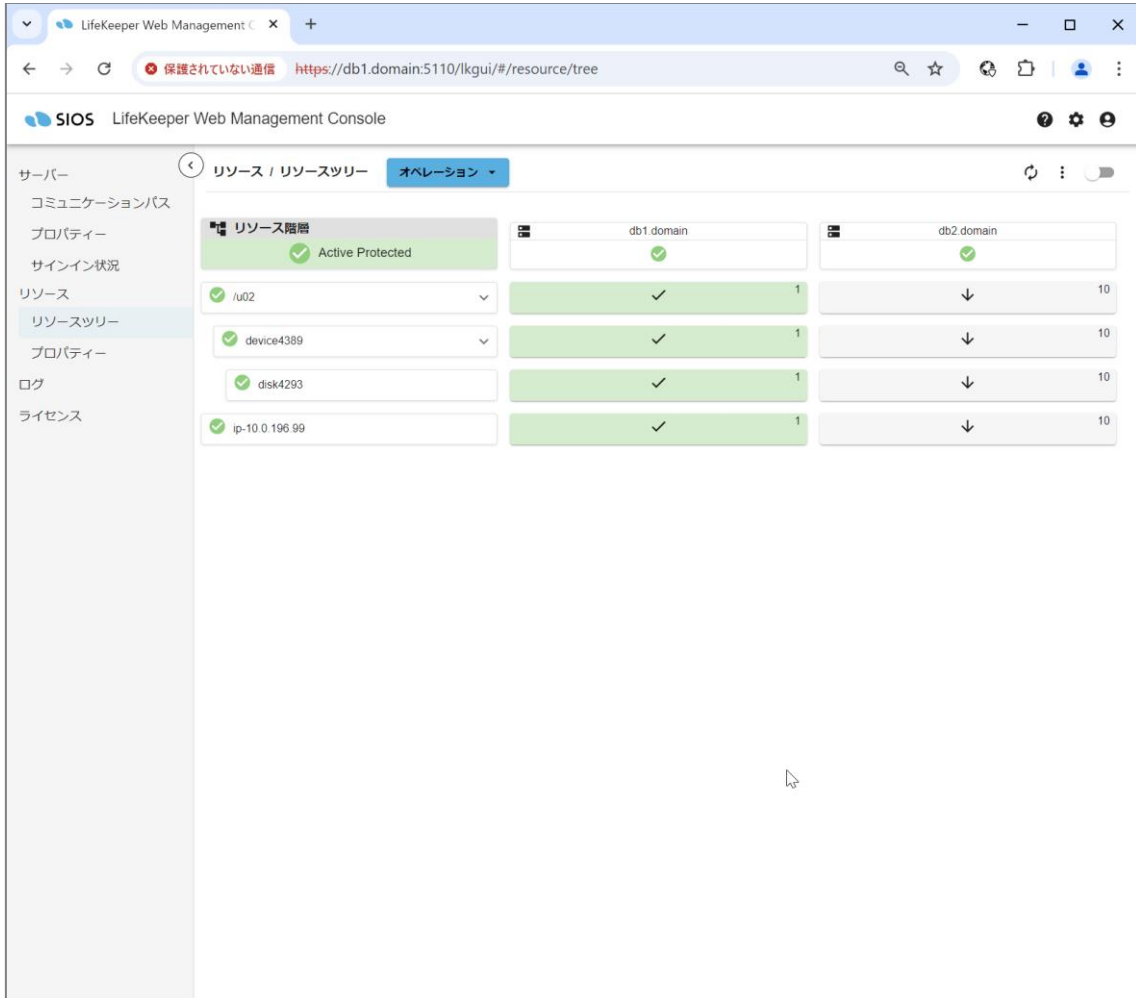 LifeKeeper Web Management C
保護されていない通信 https://db1.domain:5110/lkgui/#/resource/tree
SIOS LifeKeeper Web Management Console
サーバー
コミュニケーションパス
プロパティー
サインイン状況
リソース
リソースツリー
プロパティー
ログ
ライセンス
リソース / リソースツリー オペレーション
リソース階層 db1.domain db2.domain
Active Protected
/u02 1 10
device4389 1 10
disk4293 1 10
ip-10.0.196.99 1 10